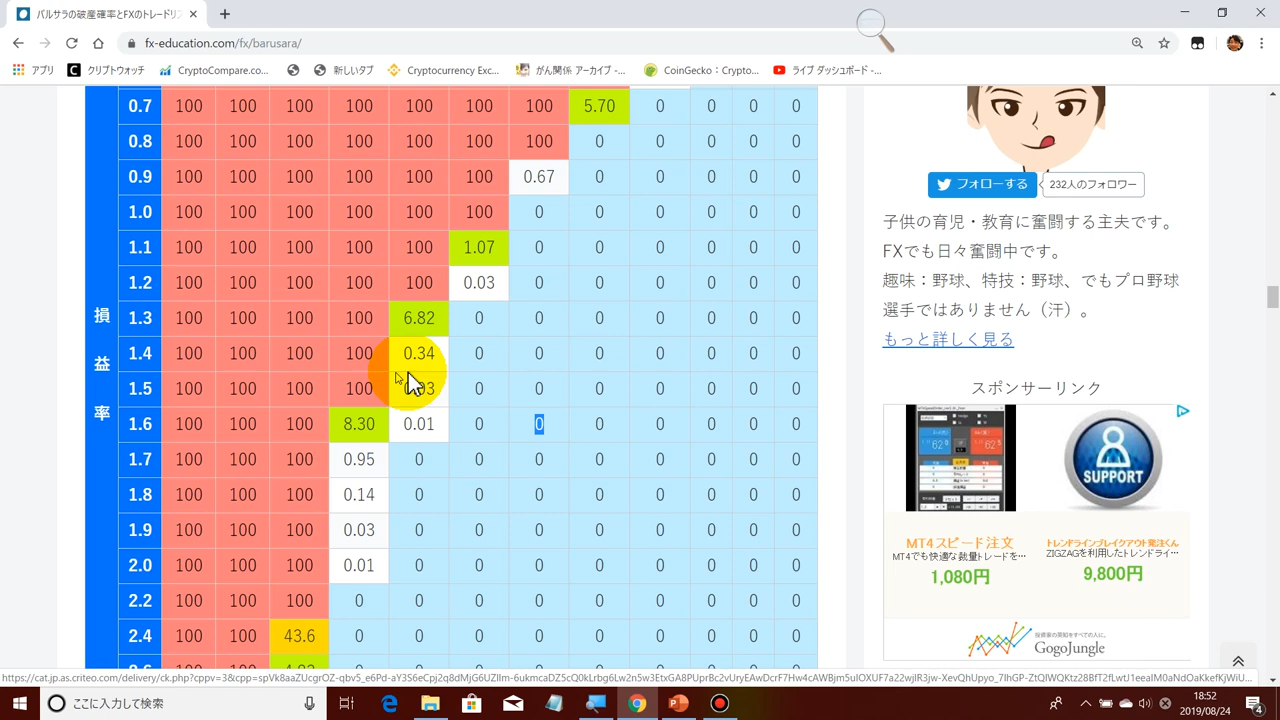 バルサラの破産確率とFXのトレードリ
fx-education.com/fx/barusara/
アプリ クリプトウォッチ CryptoCompare.co... 新しいタブ Cryptocurrency Exc... がん関係 アーカイブ -... CoinGecko：Crypto... ライブ ダッシュボード -...
0.7 100 100 100 100 100 100 100 5.70 0 0 0 0
0.8 100 100 100 100 100 100 100 0 0 0 0 0
0.9 100 100 100 100 100 100 0.67 0 0 0 0 0
1.0 100 100 100 100 100 100 0 0 0 0 0 0
1.1 100 100 100 100 100 1.07 0 0 0 0 0 0
1.2 100 100 100 100 100 0.03 0 0 0 0 0 0
1.3 100 100 100 100 6.82 0 0 0 0 0 0 0
1.4 100 100 100 100 0.34 0 0 0 0 0 0 0
1.5 100 100 100 100 0 0 0 0 0 0 0
1.6 100 100 100 8.30 0.01 0 0 0 0 0 0 0
1.7 100 100 100 0.95 0 0 0 0 0 0 0 0
1.8 100 100 100 0.14 0 0 0 0 0 0 0 0
1.9 100 100 100 0.03 0 0 0 0 0 0 0 0
2.0 100 100 100 0.01 0 0 0 0 0 0 0 0
2.2 100 100 100 0 0 0 0 0 0 0 0 0
2.4 100 100 43.6 0 0 0 0 0 0 0 0 0
損
益
率
フォローする 232人のフォロワー
子供の育児・教育に奮闘する主夫です。
FXでも日々奮闘中です。
趣味：野球、特技：野球、でもプロ野球
選手ではありません（汗）。
もっと詳しく見る
スポンサーリンク
SUPPORT
MT4スピード注文
MT4でも快適な数量トレードを…
1,080円
トレンドラインブレイクアウト発注くん
ZIGZAGを利用したトレンドライ…
9,800円
投資家の英知をすべての人に。
GogoJungle
ここに入力して検索
18:52
2019/08/24
4